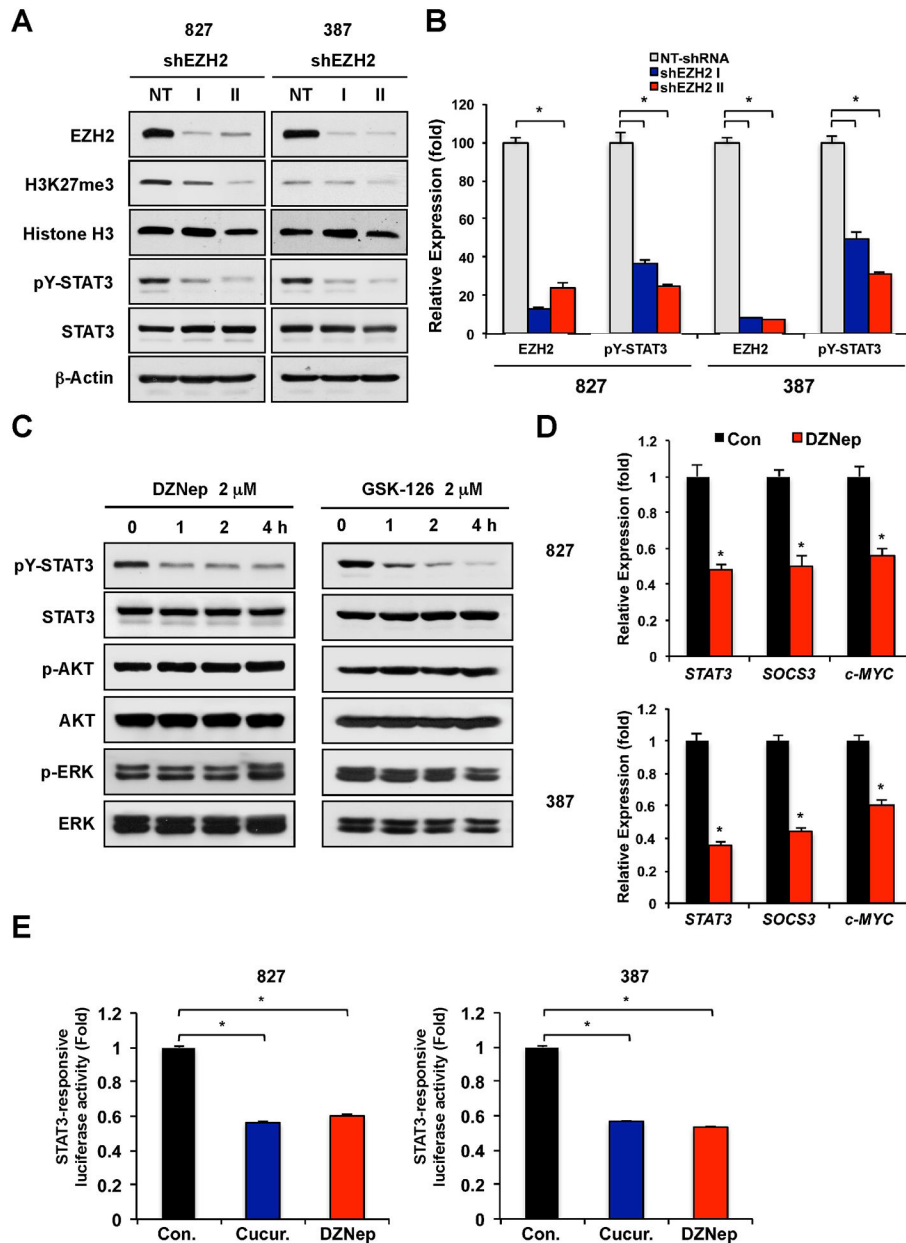 A
827
387
shEZH2
shEZH2
NT I II
NT I II
EZH2
H3K27me3
Histone H3
pY-STAT3
STAT3
β-Actin
B
NT-shRNA
shEZH2 I
shEZH2 II
Relative Expression (fold)
120
100
80
60
40
20
0
* * * *
EZH2 pY-STAT3 EZH2 pY-STAT3
827 387
C
DZNep 2 μM
GSK-126 2 μM
0 1 2 4 h
0 1 2 4 h
pY-STAT3
STAT3
p-AKT
AKT
p-ERK
ERK
D
Con DZNep
827
Relative Expression (fold)
1.2
1
0.8
0.6
0.4
0.2
0
* * *
STAT3 SOCS3 c-MYC
387
Relative Expression (fold)
1.2
1
0.8
0.6
0.4
0.2
0
* * *
STAT3 SOCS3 c-MYC
E
827
STAT3-responsive
luciferase activity (Fold)
1.2
1
0.8
0.6
0.4
0.2
0
*
*
Con. Cucur. DZNep
387
STAT3-responsive
luciferase activity (Fold)
1.2
1
0.8
0.6
0.4
0.2
0
*
*
Con. Cucur. DZNep